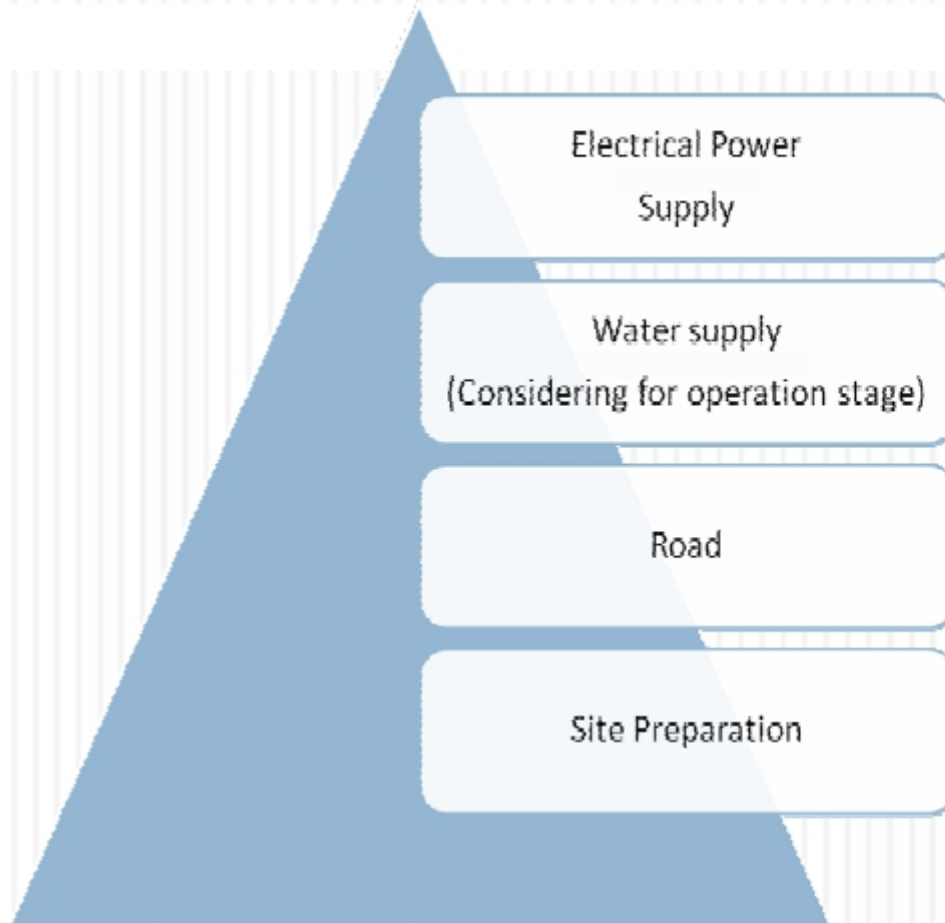 Electrical Power
Supply
Water supply
(Considering for operation stage)
Road
Site Preparation